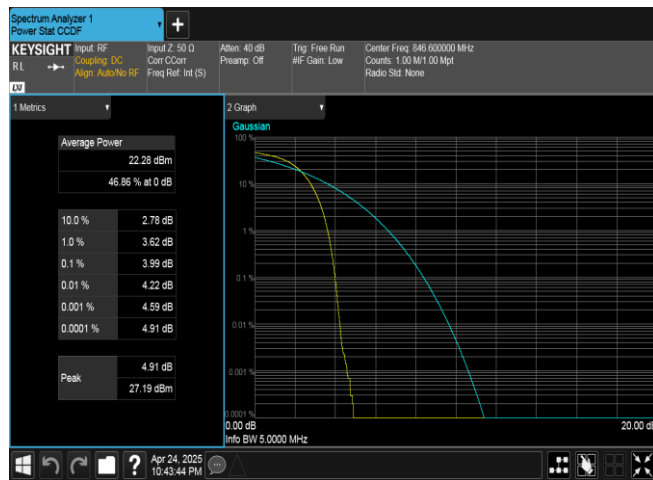 Spectrum Analyzer 1
Power Stat CCDF
KEYSIGHT
RL
LXI
Input: RF
Coupling: DC
Align: Auto/No RF
Input Z: 50 Ω
Corr CCorr
Freq Ref: Int (S)
Atten: 40 dB
Preamp: Off
Trig: Free Run
#IF Gain: Low
Center Freq: 846.600000 MHz
Counts: 1.00 M/1.00 Mpt
Radio Std: None
1 Metrics
Average Power
22.28 dBm
46.86 % at 0 dB
10.0 % 2.78 dB
1.0 % 3.62 dB
0.1 % 3.99 dB
0.01 % 4.22 dB
0.001 % 4.59 dB
0.0001 % 4.91 dB
Peak
4.91 dB
27.19 dBm
2 Graph
Gaussian
100 %
10 %
1 %
0.1 %
0.01 %
0.001 %
0.0001 %
0.00 dB 20.00 dB
Info BW 5.0000 MHz
Apr 24, 2025
10:43:44 PM